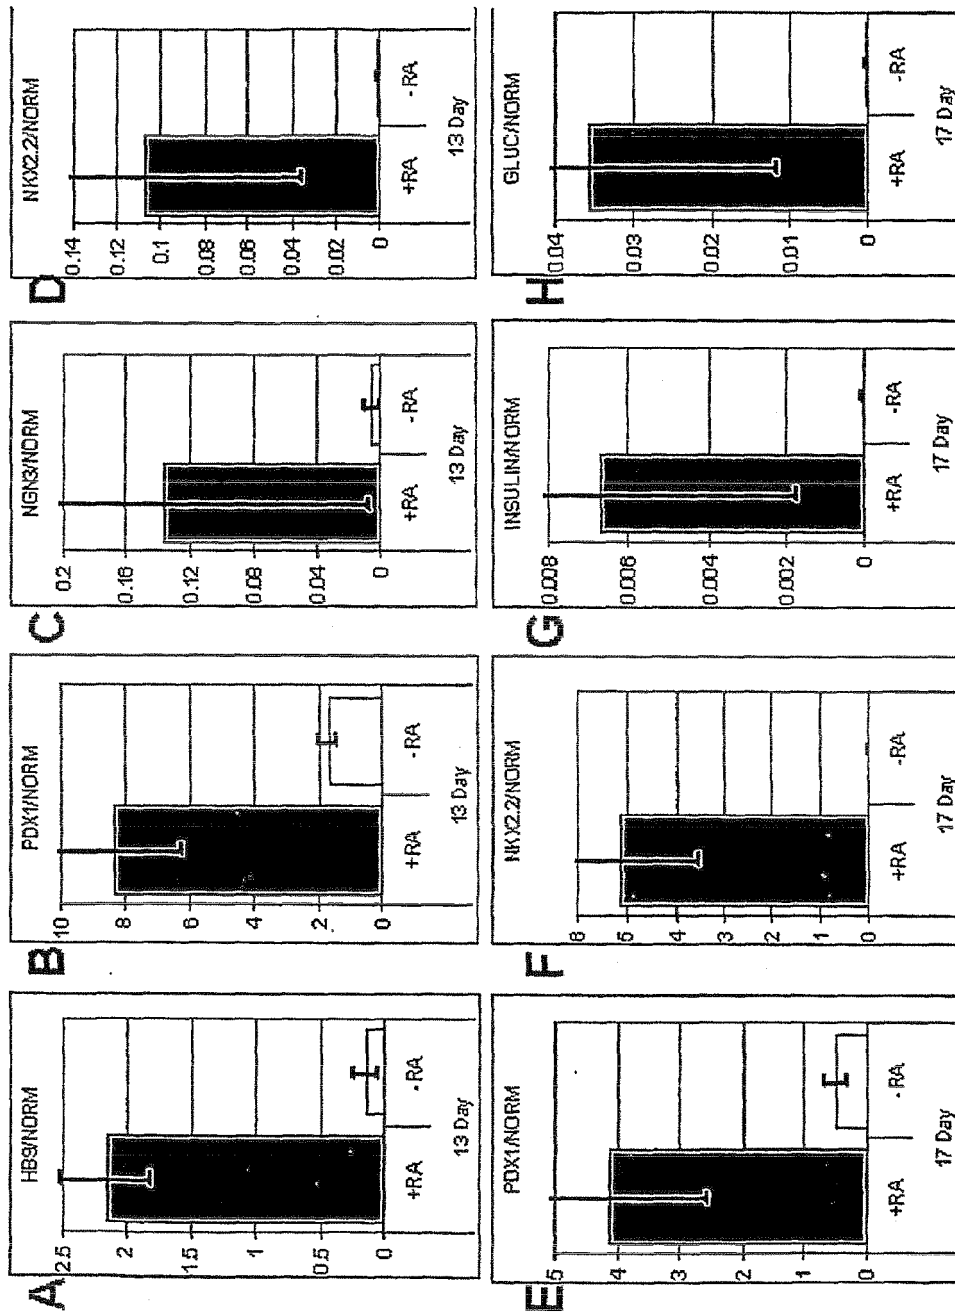 A
HB9/NORM
2.5
2
1.5
1
0.5
0
+RA
-RA
13 Day
B
PDX1/NORM
10
8
6
4
2
0
+RA
-RA
13 Day
C
NGN3/NORM
0.2
0.16
0.12
0.08
0.04
0
+RA
-RA
13 Day
D
NKX2.2/NORM
0.14
0.12
0.1
0.08
0.06
0.04
0.02
0
+RA
-RA
13 Day
E
PDX1/NORM
5
4
3
2
1
0
+RA
-RA
17 Day
F
NKX2.2/NORM
6
5
4
3
2
1
0
+RA
-RA
17 Day
G
INSULIN/NORM
0.008
0.006
0.004
0.002
0
+RA
-RA
17 Day
H
GLUC/NORM
0.04
0.03
0.02
0.01
0
+RA
-RA
17 Day